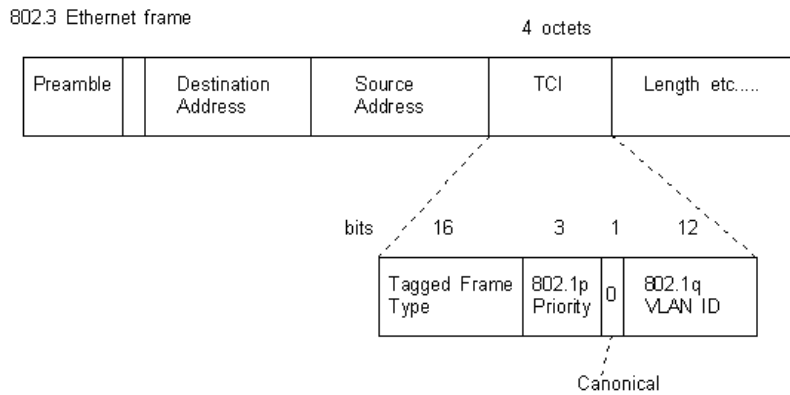 802.3 Ethernet frame
4 octets
Preamble
Destination
Address
Source
Address
TCI
Length etc.....
bits 16 3 1 12
Tagged Frame
Type
802.1p
Priority
0
802.1q
VLAN ID
Canonical